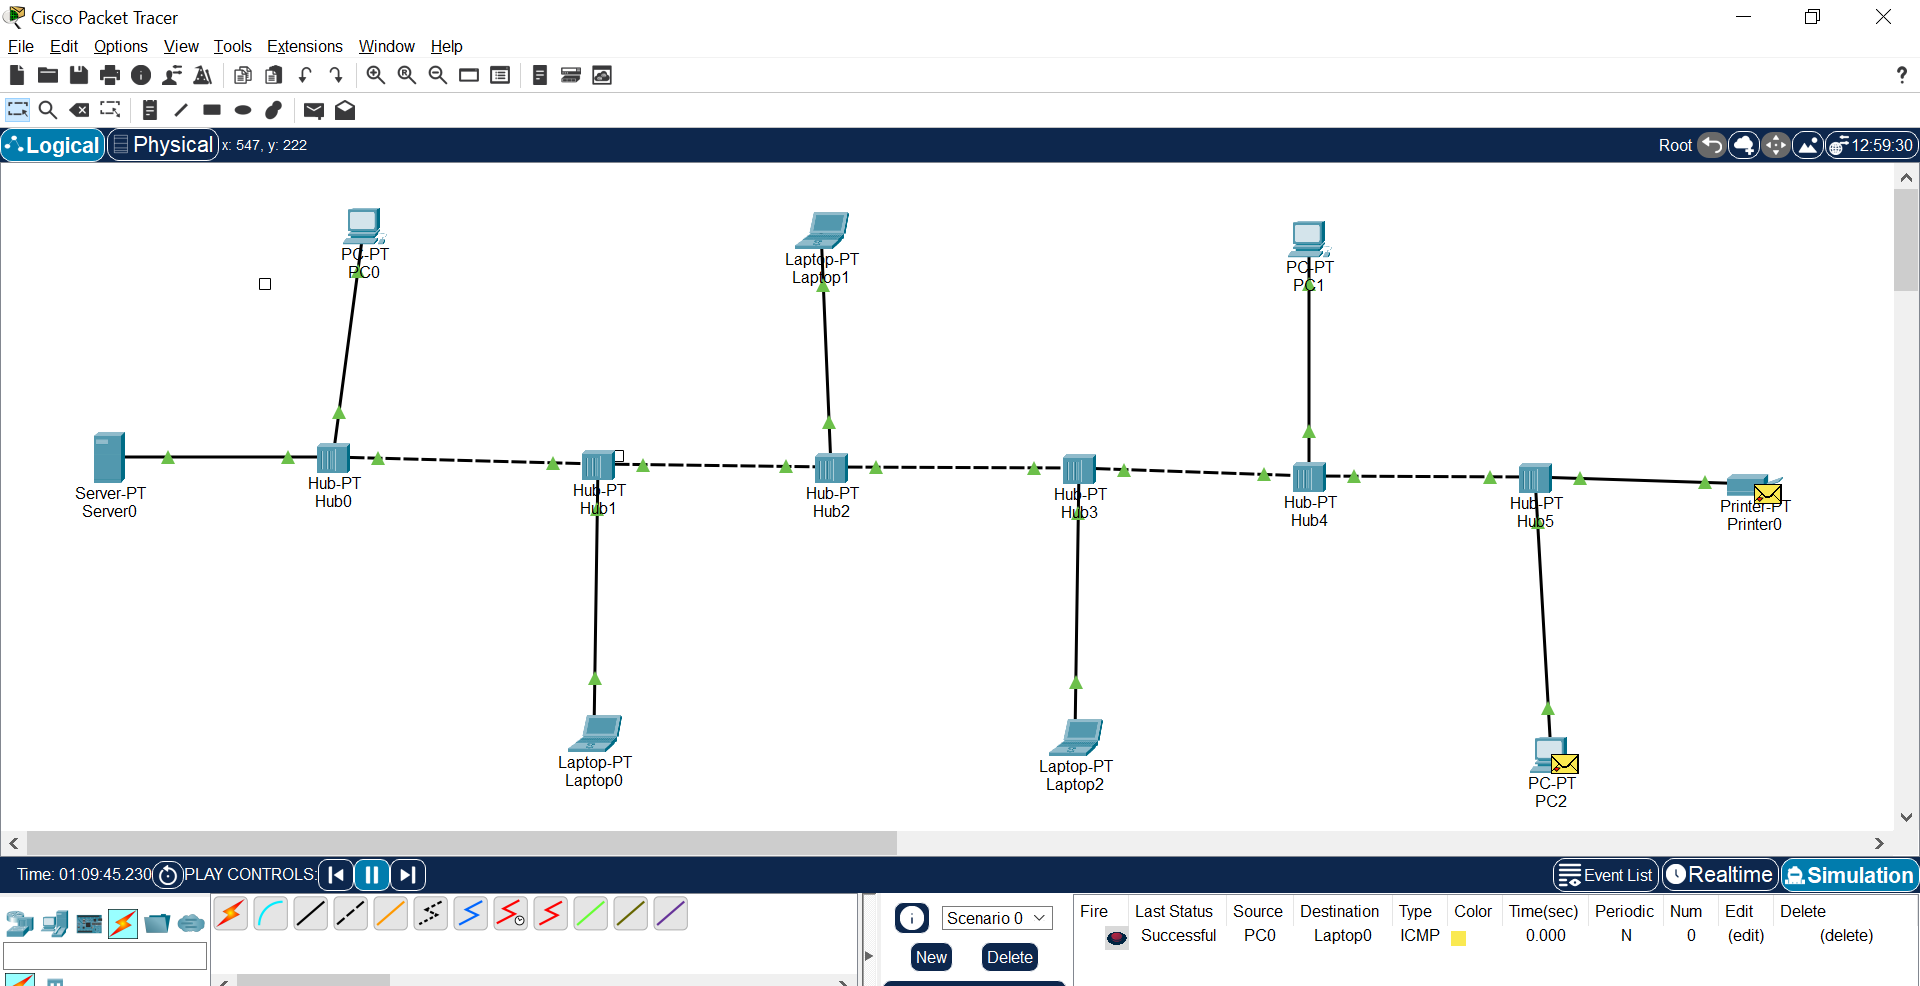 Cisco Packet Tracer
File Edit Options View Tools Extensions Window Help
?
Logical Physical x: 547, y: 222 Root 12:59:30
PC-PT
PC0
Laptop-PT
Laptop1
PC-PT
PC1
Server-PT
Server0
Hub-PT
Hub0
Hub-PT
Hub1
Hub-PT
Hub2
Hub-PT
Hub3
Hub-PT
Hub4
Hub-PT
Hub5
Printer-PT
Printer0
Laptop-PT
Laptop0
Laptop-PT
Laptop2
PC-PT
PC2
Time: 01:09:45.230 PLAY CONTROLS: Event List Realtime Simulation
Scenario 0
New Delete
Fire Last Status Source Destination Type Color Time(sec) Periodic Num Edit Delete
Successful PC0 Laptop0 ICMP 0.000 N 0 (edit) (delete)